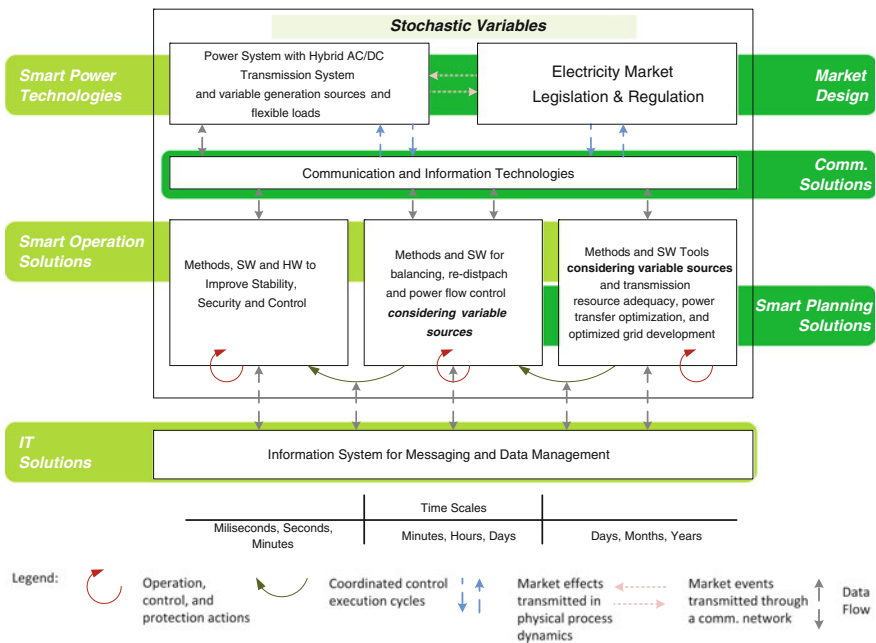 Stochastic Variables
Smart Power
Technologies
Power System with Hybrid AC/DC
Transmission System
and variable generation sources and
flexible loads
Electricity Market
Legislation & Regulation
Market
Design
Communication and Information Technologies
Comm.
Solutions
Smart Operation
Solutions
Methods, SW and HW to
Improve Stability,
Security and Control
Methods and SW for
balancing, re-distpach
and power flow control
considering variable
sources
Methods and SW Tools
considering variable sources
and transmission
resource adequacy, power
transfer optimization, and
optimized grid development
Smart Planning
Solutions
IT
Solutions
Information System for Messaging and Data Management
Time Scales
Miliseconds, Seconds,
Minutes
Minutes, Hours, Days
Days, Months, Years
Legend:
Operation,
control, and
protection actions
Coordinated control
execution cycles
Market effects
transmitted in
physical process
dynamics
Market events
transmitted through
a comm. network
Data
Flow